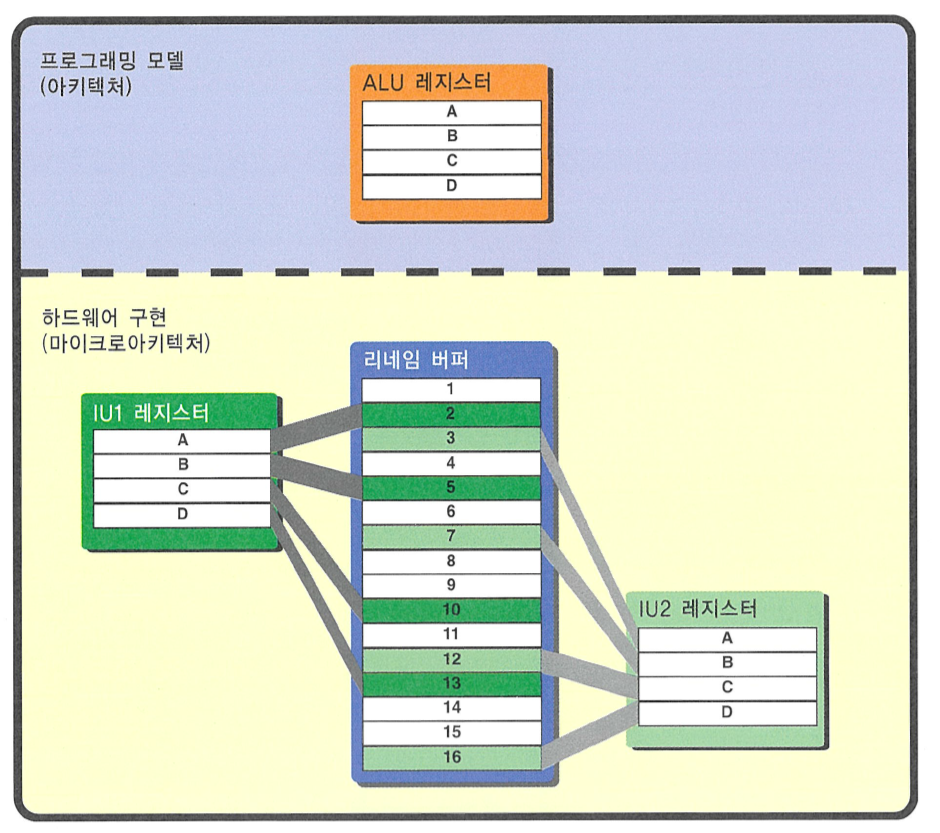 프로그래밍 모델
(아키텍처)
ALU 레지스터
A
B
C
D
하드웨어 구현
(마이크로아키텍처)
리네임 버퍼
1
2
3
4
5
6
7
8
9
10
11
12
13
14
15
16
IU1 레지스터
A
B
C
D
IU2 레지스터
A
B
C
D